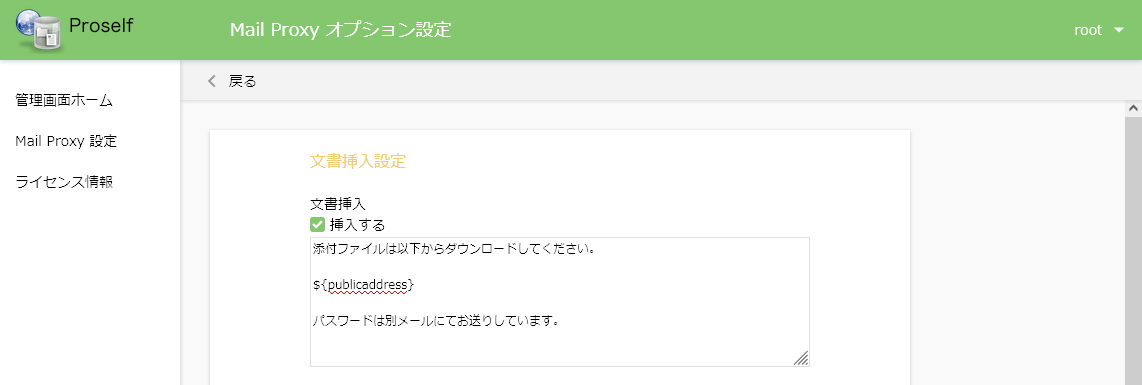 Proself
Mail Proxy オプション設定
root
戻る
管理画面ホーム
Mail Proxy 設定
ライセンス情報
文書挿入設定
文書挿入
挿入する
添付ファイルは以下からダウンロードしてください。
${publicaddress}
パスワードは別メールにてお送りしています。